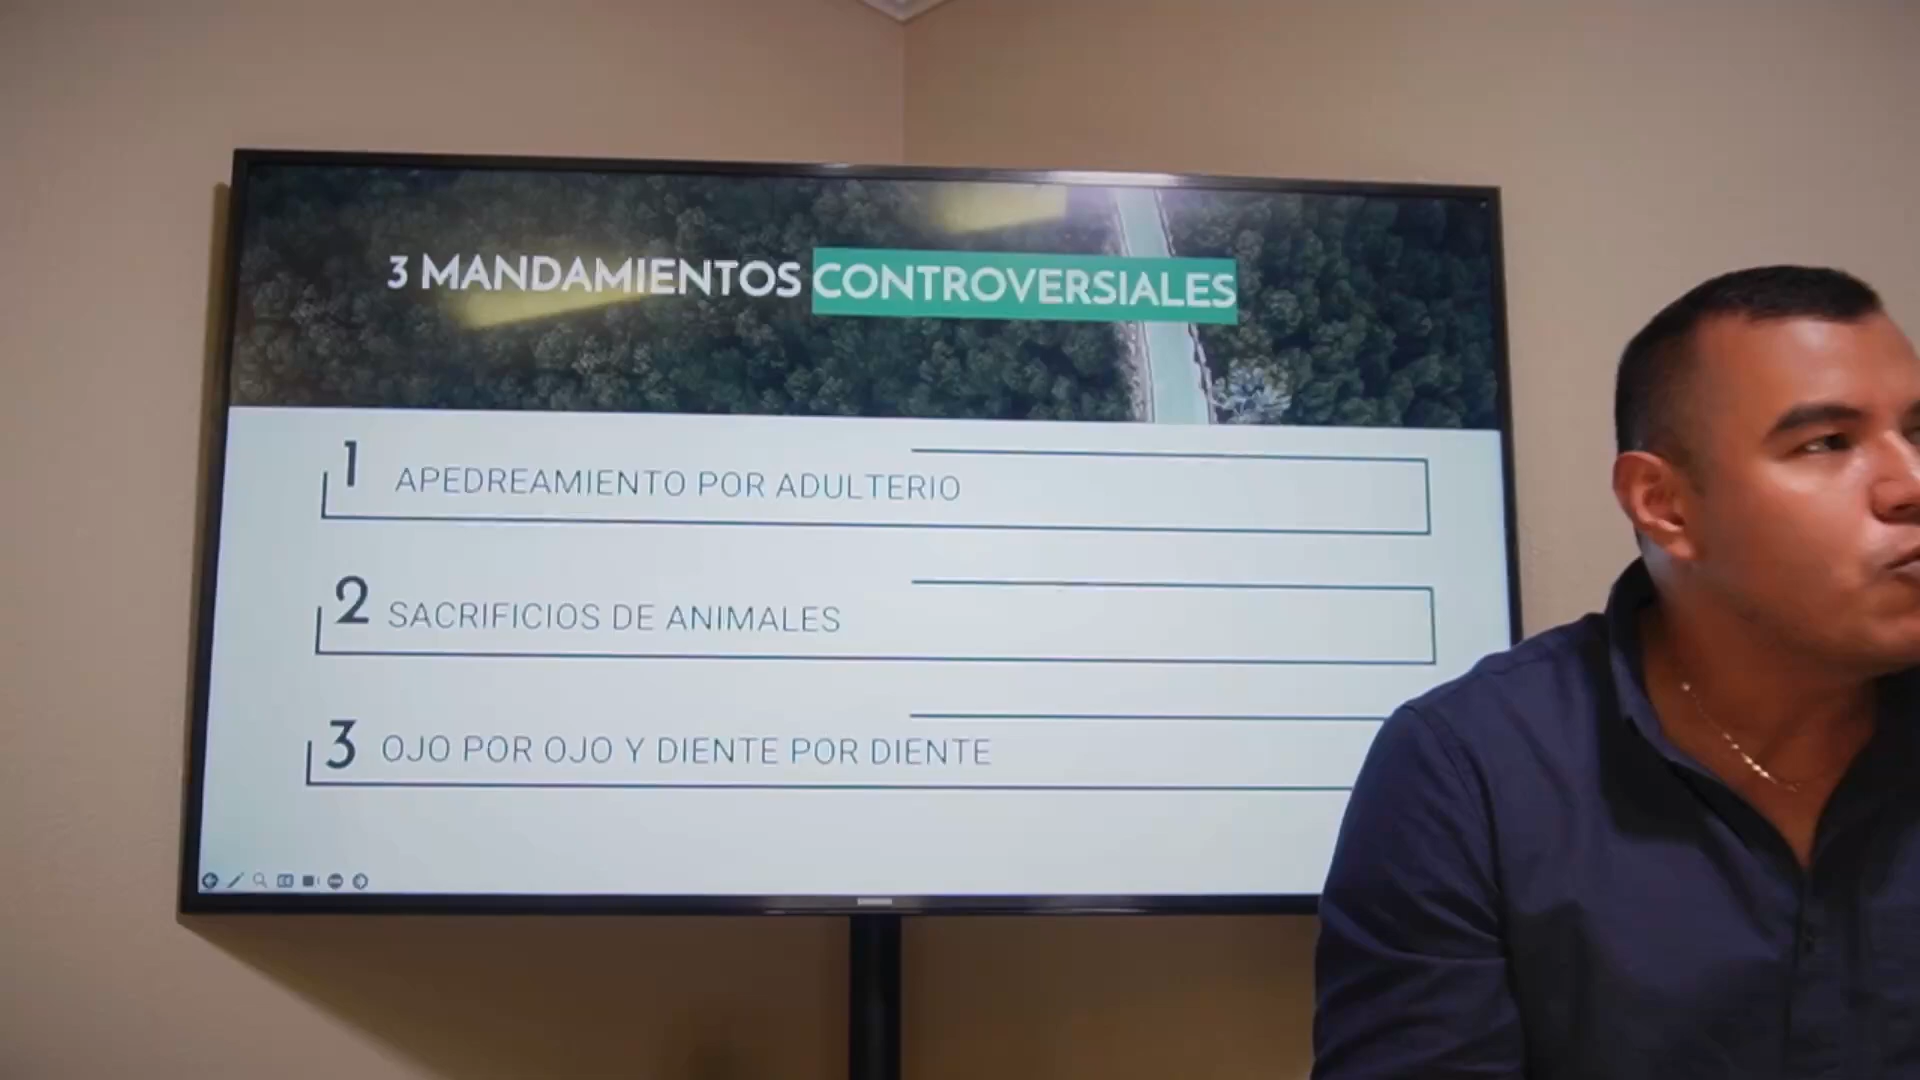 3 MANDAMIENTOS CONTROVERSIALES
1 APEDREAMIENTO POR ADULTERIO
2 SACRIFICIOS DE ANIMALES
3 OJO POR OJO Y DIENTE POR DIENTE